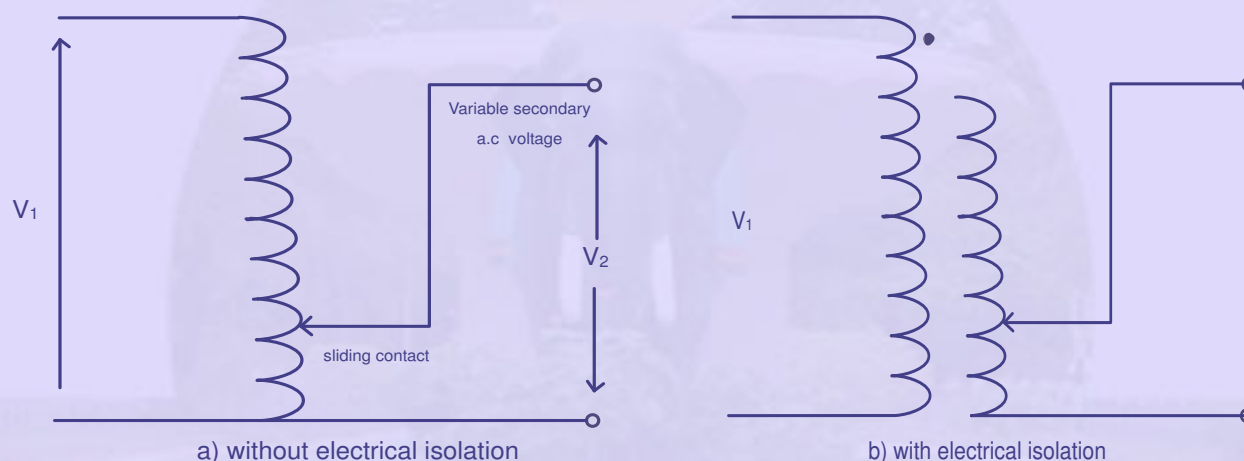 Variable secondary
a.c voltage
V₁
V₂
sliding contact
a) without electrical isolation
V₁
b) with electrical isolation